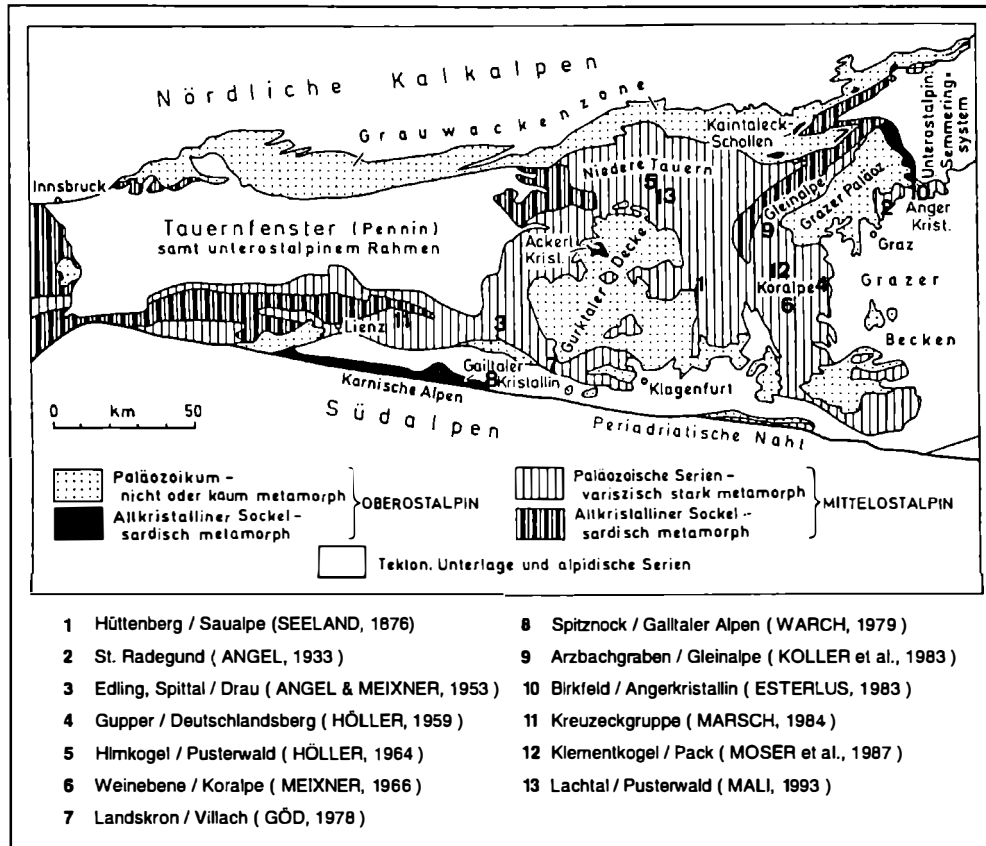 Nördliche Kalkalpen
Grauwackenzone
Kaintaleck-
Schollen
Unterostalpin:
Semmering-
system
Innsbruck
Niedere Tauern
5
13
Gleinalpe
9
Grazer Paläoz.
2
10
Anger
Krist.
Graz
Tauernfenster (Pennin)
samt unterostalpinem Rahmen
Ackerl
Krist.
Gurktaler Decke
1
12
Koralpe
4
6
Grazer
Becken
Lienz
11
3
7
Gailtaler
8 Kristallin
Klagenfurt
Karnische Alpen
0 km 50
Südalpen
Periadriatische Naht
Paläozoikum -
nicht oder kaum metamorph
Altkristalliner Sockel -
sardisch metamorph
OBEROSTALPIN
Paläozoische Serien -
variszisch stark metamorph
Altkristalliner Sockel -
sardisch metamorph
MITTELOSTALPIN
Tekton. Unterlage und alpidische Serien
1 Hüttenberg / Saualpe (SEELAND, 1876)
2 St. Radegund ( ANGEL, 1933 )
3 Edling, Spittal / Drau ( ANGEL & MEIXNER, 1953 )
4 Gupper / Deutschlandsberg ( HÖLLER, 1959 )
5 Hlmkogel / Pusterwald ( HÖLLER, 1964 )
6 Weinebene / Koralpe ( MEIXNER, 1966 )
7 Landskron / Villach ( GÖD, 1978 )
8 Spitznock / Galltaler Alpen ( WARCH, 1979 )
9 Arzbachgraben / Gleinalpe ( KOLLER et al., 1983 )
10 Birkfeld / Angerkristallin ( ESTERLUS, 1983 )
11 Kreuzeckgruppe ( MARSCH, 1984 )
12 Klementkogel / Pack ( MOSER et al., 1987 )
13 Lachtal / Pusterwald ( MALI, 1993 )